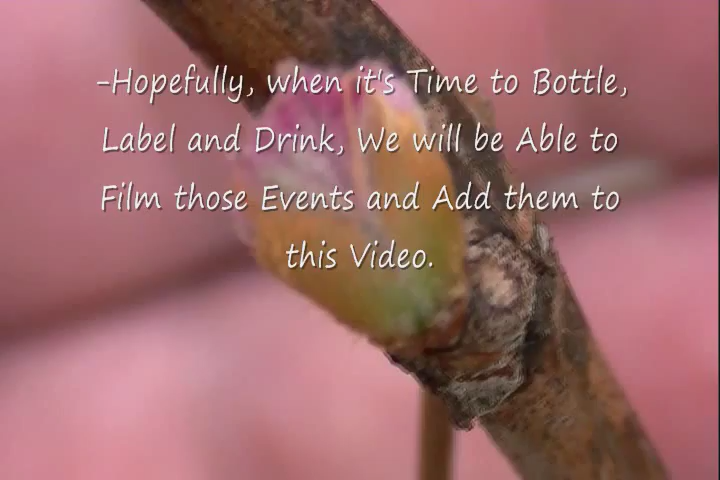 -Hopefully, when it's Time to Bottle,
Label and Drink, We will be Able to
Film those Events and Add them to
this Video.